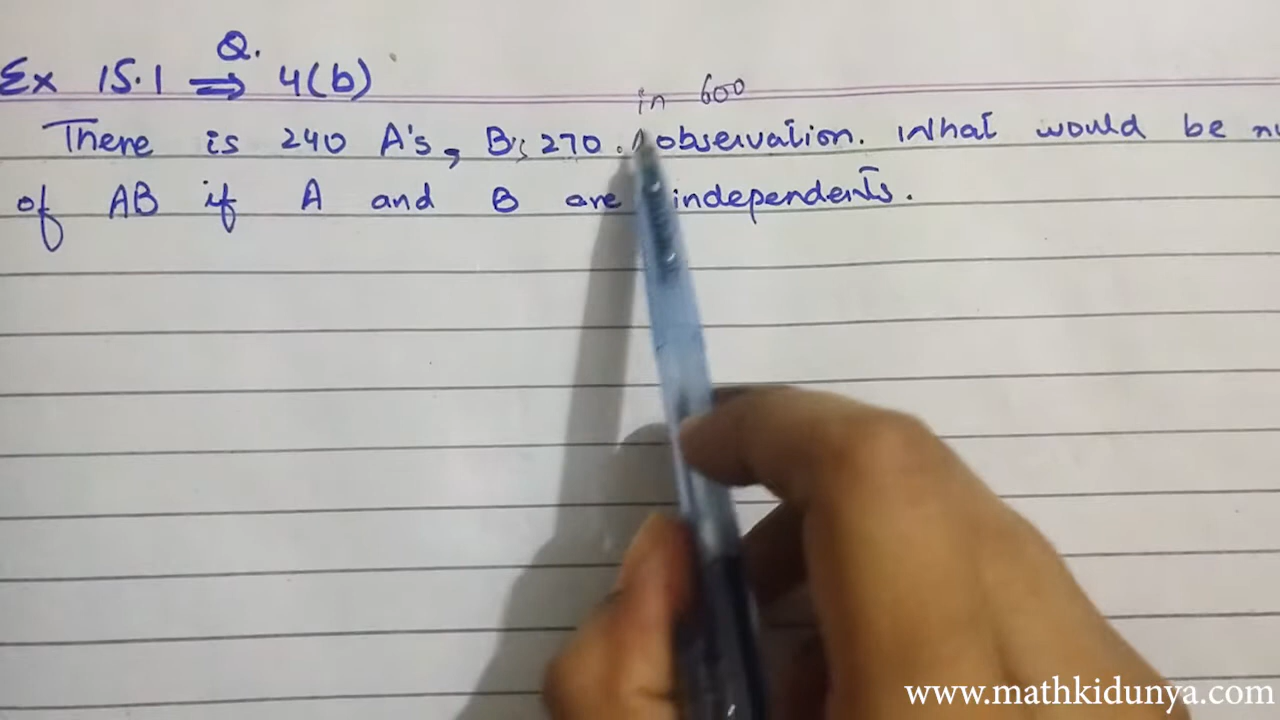 Q.
Ex 15.1 ⇒ 4(b)
in 600
There is 240 A's, B; 270. observation. What would be
of AB if A and B are independents.
www.mathkidunya.com